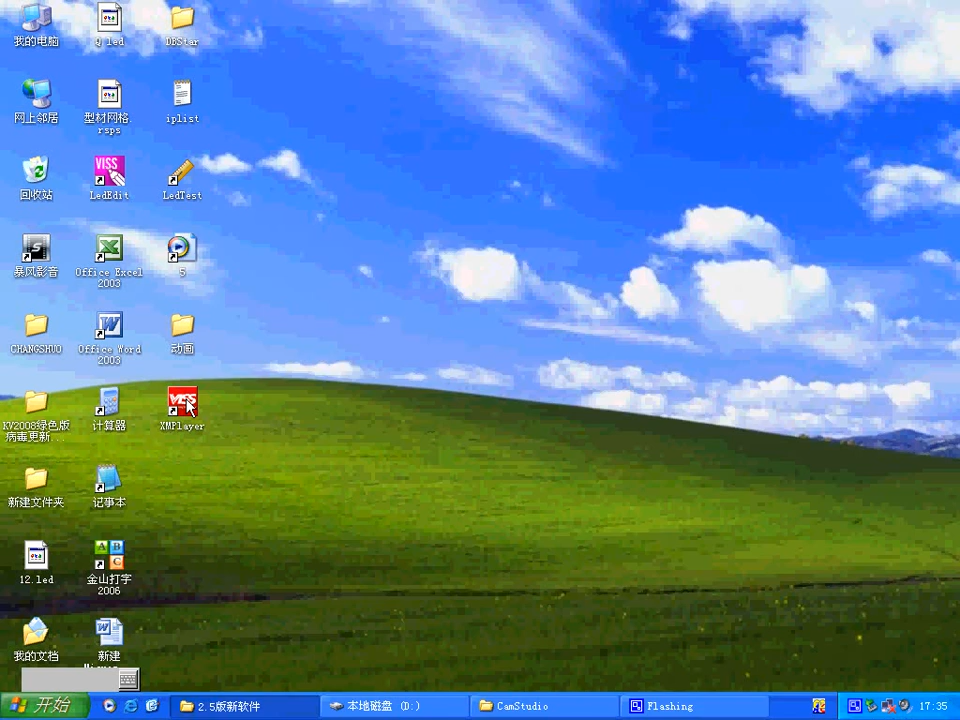 我的电脑
Q.led
DBStar
网上邻居
型材网格.
rsps
iplist
回收站
VISS
LedEdit
LedTest
暴风影音
Office Excel
2003
5
CHANGSHUO
Office Word
2003
动画
KV2008绿色版
病毒更新...
计算器
XMPlayer
新建文件夹
记事本
12.led
A B C
金山打字
2006
我的文档
新建
开始
2.5版新软件
本地磁盘 (D:)
CamStudio
Flashing
17:35